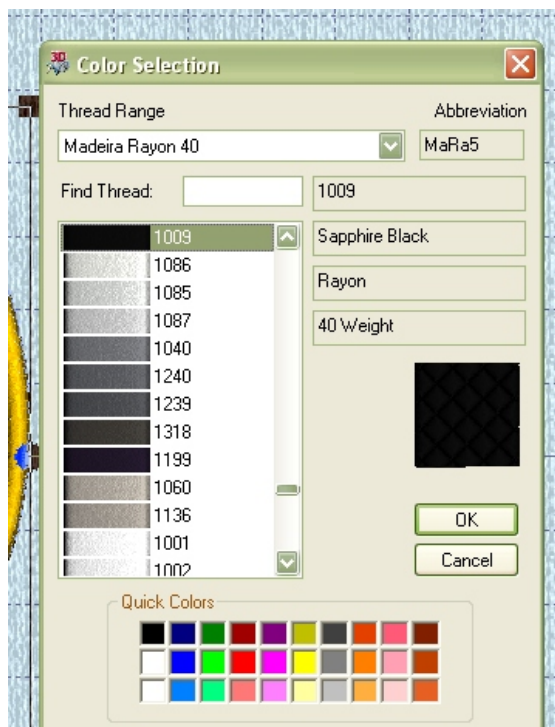 3D Color Selection
Thread Range Abbreviation
Madeira Rayon 40 MaRa5
Find Thread: 1009
1009 Sapphire Black
1086
1085 Rayon
1087 40 Weight
1040
1240
1239
1318
1199
1060
1136 OK
1001 Cancel
1002
Quick Colors